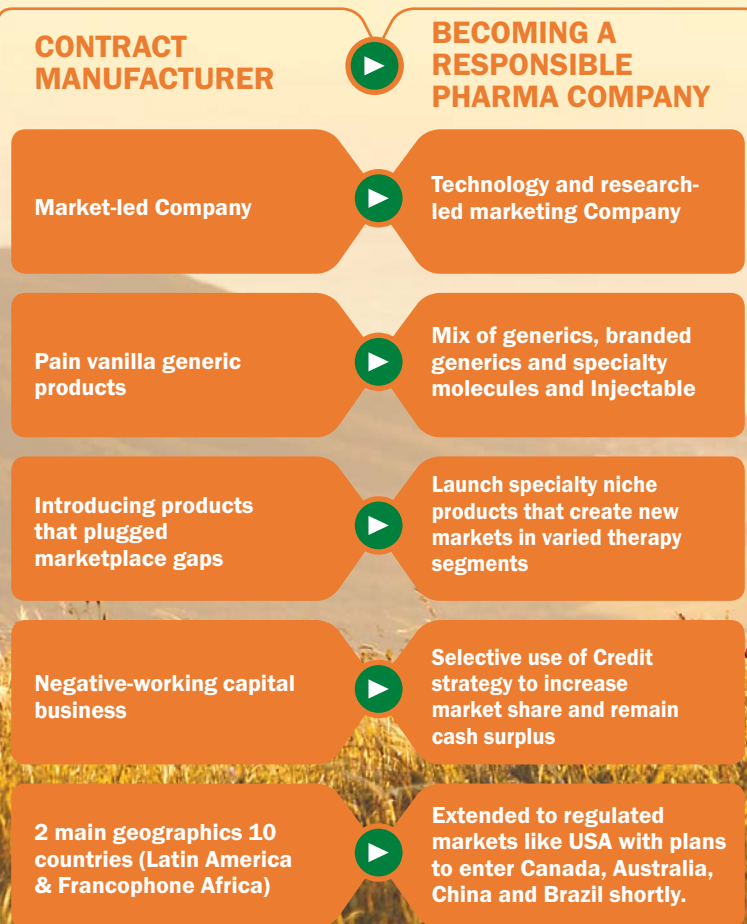 CONTRACT
MANUFACTURER
BECOMING A
RESPONSIBLE
PHARMA COMPANY
Market-led Company
Technology and research-
led marketing Company
Pain vanilla generic
products
Mix of generics, branded
generics and specialty
molecules and Injectable
Introducing products
that plugged
marketplace gaps
Launch specialty niche
products that create new
markets in varied therapy
segments
Negative-working capital
business
Selective use of Credit
strategy to increase
market share and remain
cash surplus
2 main geographics 10
countries (Latin America
& Francophone Africa)
Extended to regulated
markets like USA with plans
to enter Canada, Australia,
China and Brazil shortly.